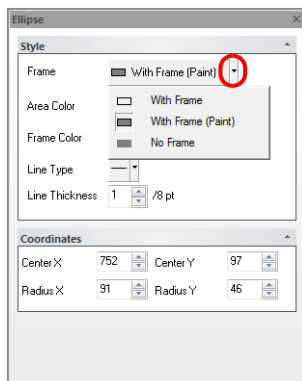 Ellipse
Style
Frame With Frame (Paint)
With Frame
Area Color
With Frame (Paint)
Frame Color
No Frame
Line Type
Line Thickness 1 /8 pt
Coordinates
Center X 752 Center Y 97
Radius X 91 Radius Y 46